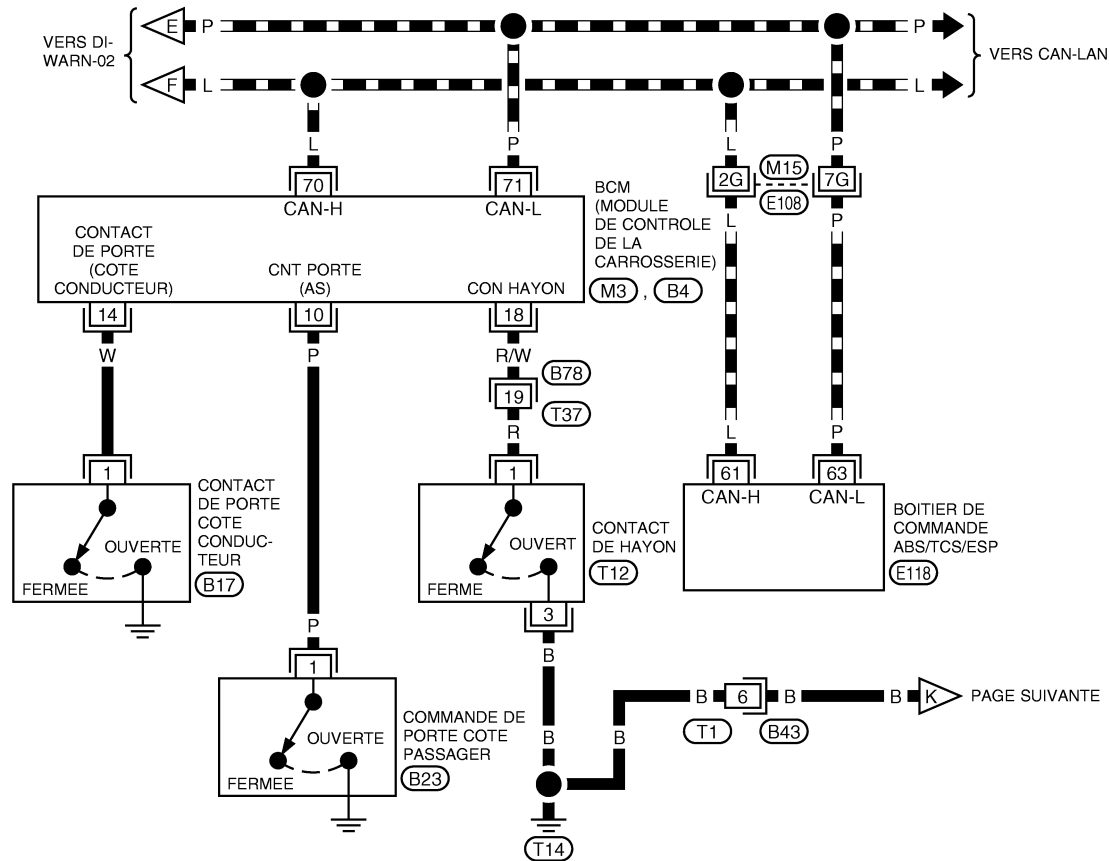 VERS DI-
WARN-02
E P
P
F L
L
VERS CAN-LAN
L
P
L
P
70
71
2G
M15
7G
E108
CAN-H
CAN-L
L
P
BCM
(MODULE
DE CONTROLE
DE LA
CARROSSERIE)
M3 , B4
CONTACT
DE PORTE
(COTE
CONDUCTEUR)
CNT PORTE
(AS)
CON HAYON
14
10
18
W
P
R/W
B78
19
T37
R
L
P
1
1
61
63
CAN-H
CAN-L
CONTACT
DE PORTE
COTE
CONDUC-
TEUR
B17
OUVERTE
FERMEE
CONTACT
DE HAYON
T12
OUVERT
FERME
BOITIER DE
COMMANDE
ABS/TCS/ESP
E118
3
P
B
1
COMMANDE DE
PORTE COTE
PASSAGER
B23
OUVERTE
FERMEE
B
B
B 6 B
B K
PAGE SUIVANTE
T1
B43
T14